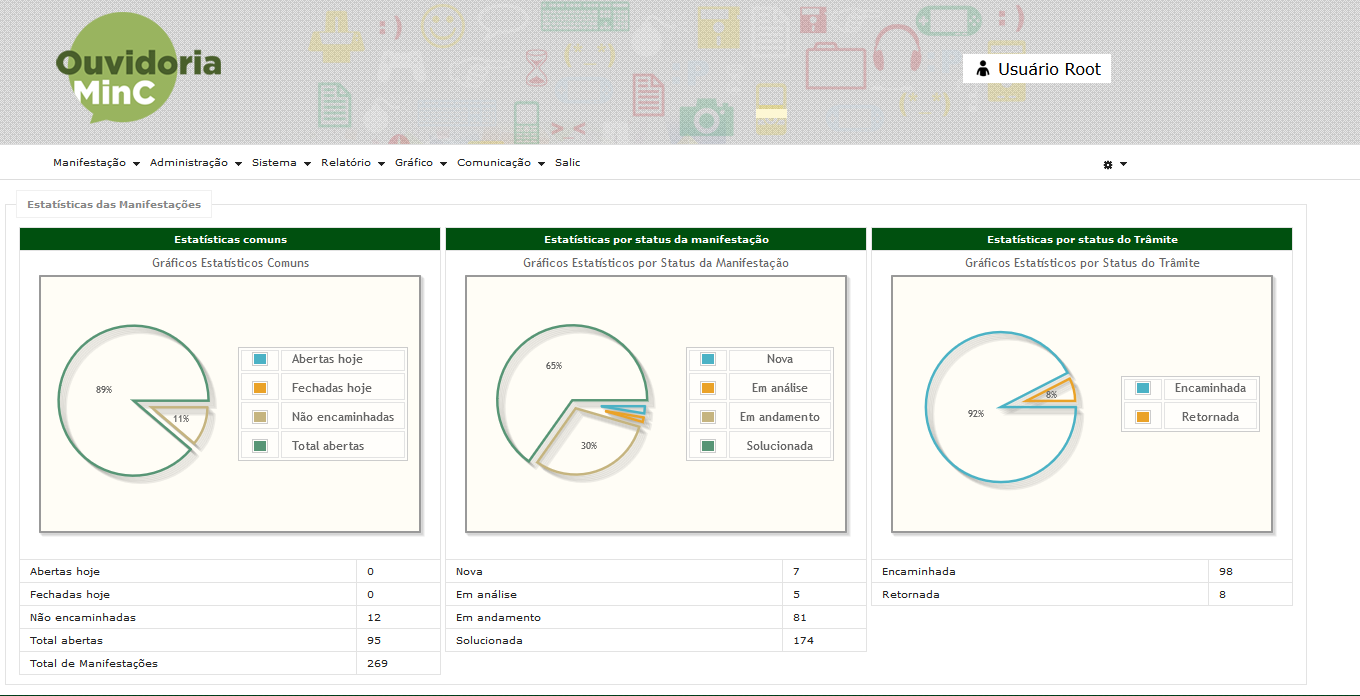 Ouvidoria
MinC
: )
: )
> <
Usuário Root
Manifestação Administração Sistema Relatório Gráfico Comunicação Salic
Estatísticas das Manifestações
Estatísticas comuns
Gráficos Estatísticos Comuns
89%
11%
Abertas hoje
Fechadas hoje
Não encaminhadas
Total abertas
Abertas hoje 0
Fechadas hoje 0
Não encaminhadas 12
Total abertas 95
Total de Manifestações 269
Estatísticas por status da manifestação
Gráficos Estatísticos por Status da Manifestação
65%
30%
Nova
Em análise
Em andamento
Solucionada
Nova 7
Em análise 5
Em andamento 81
Solucionada 174
Estatísticas por status do Trâmite
Gráficos Estatísticos por Status do Trâmite
92%
8%
Encaminhada
Retornada
Encaminhada 98
Retornada 8